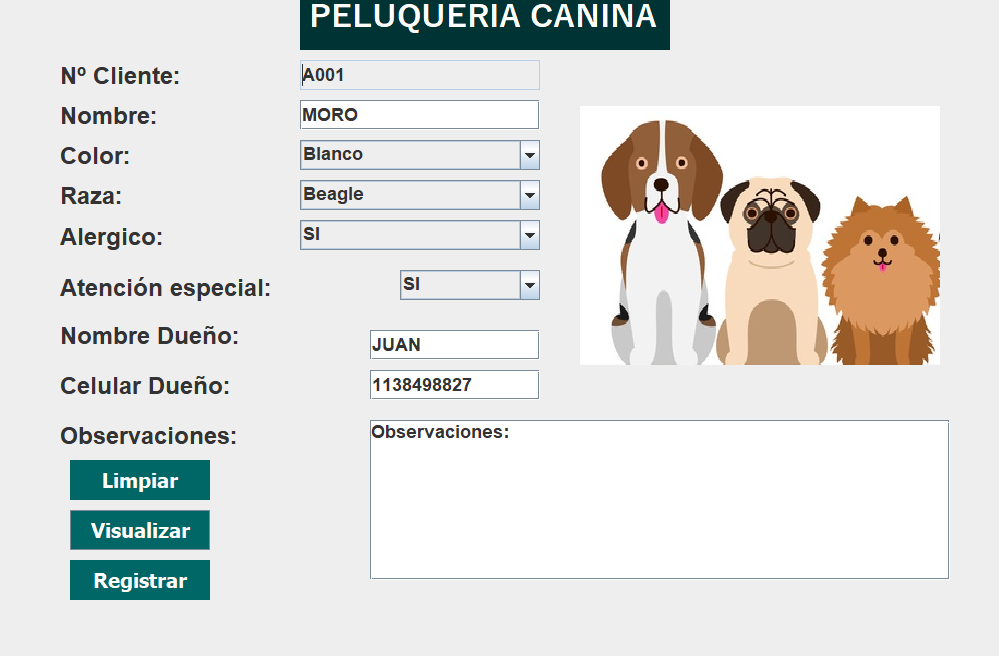 PELUQUERIA CANINA
Nº Cliente: A001
Nombre: MORO
Color: Blanco
Raza: Beagle
Alergico: SI
Atención especial: SI
Nombre Dueño: JUAN
Celular Dueño: 1138498827
Observaciones: Observaciones:
Limpiar
Visualizar
Registrar